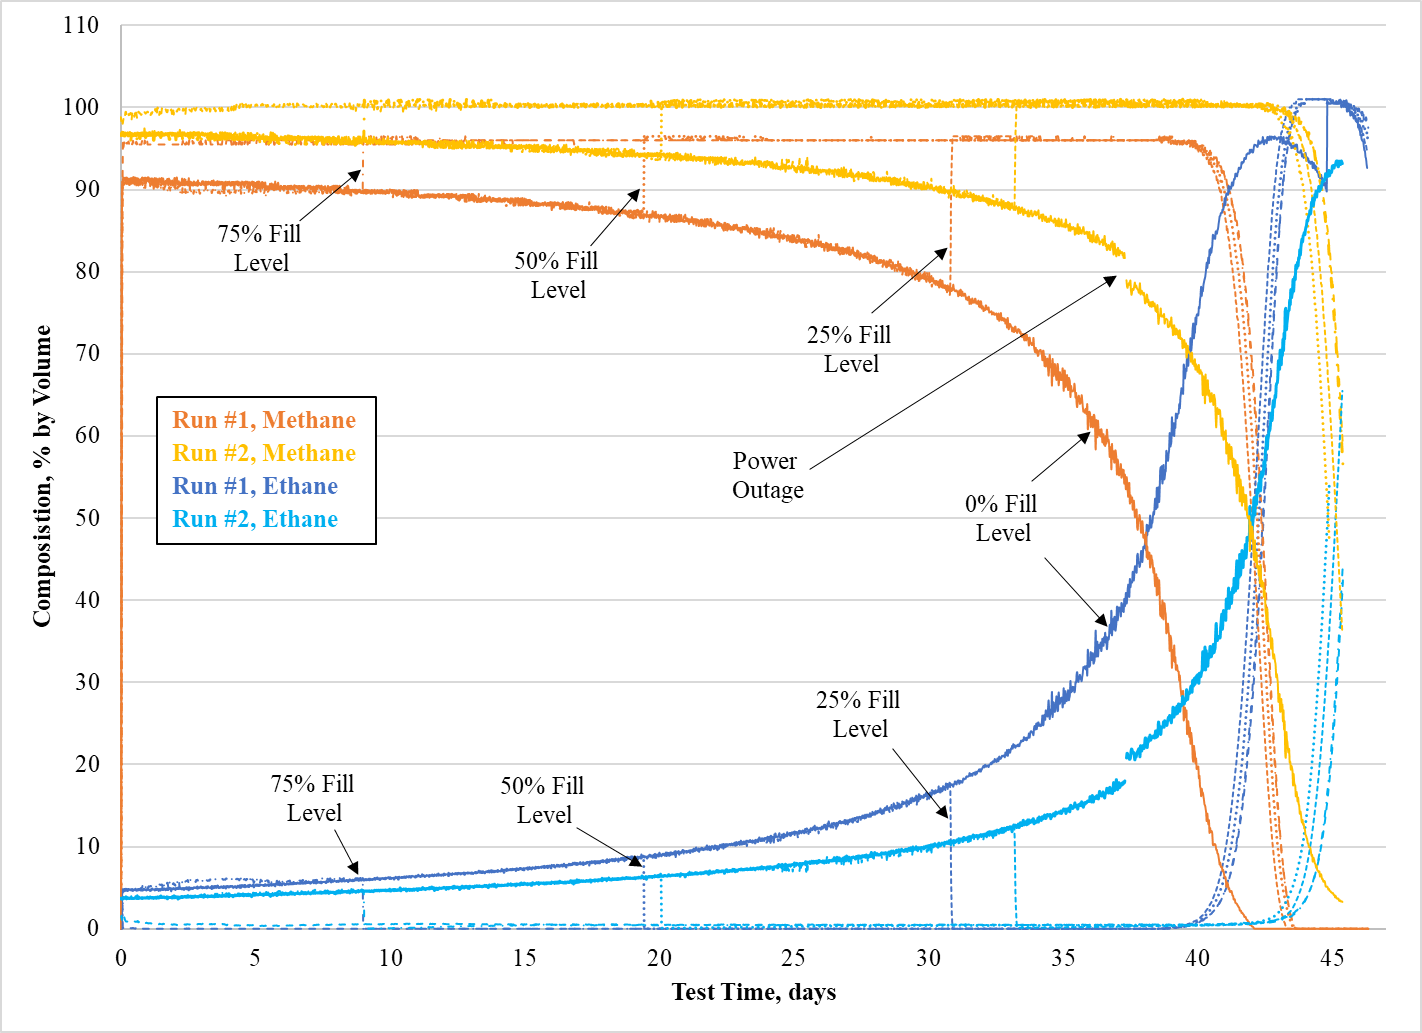 110
100
90
80
70
60
50
40
30
20
10
0
Composistion, % by Volume
75% Fill
Level
50% Fill
Level
25% Fill
Level
Run #1, Methane
Run #2, Methane
Run #1, Ethane
Run #2, Ethane
Power
Outage
0% Fill
Level
25% Fill
Level
75% Fill
Level
50% Fill
Level
0 5 10 15 20 25 30 35 40 45
Test Time, days